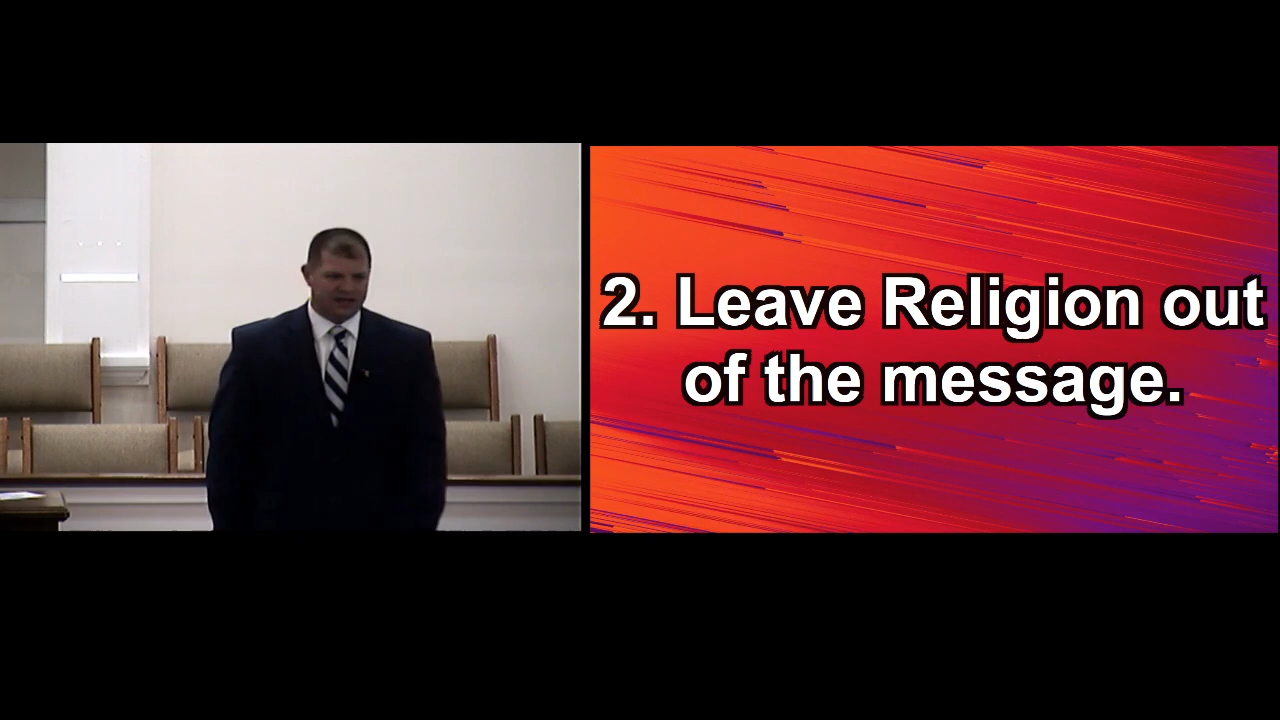 2. Leave Religion out
of the message.